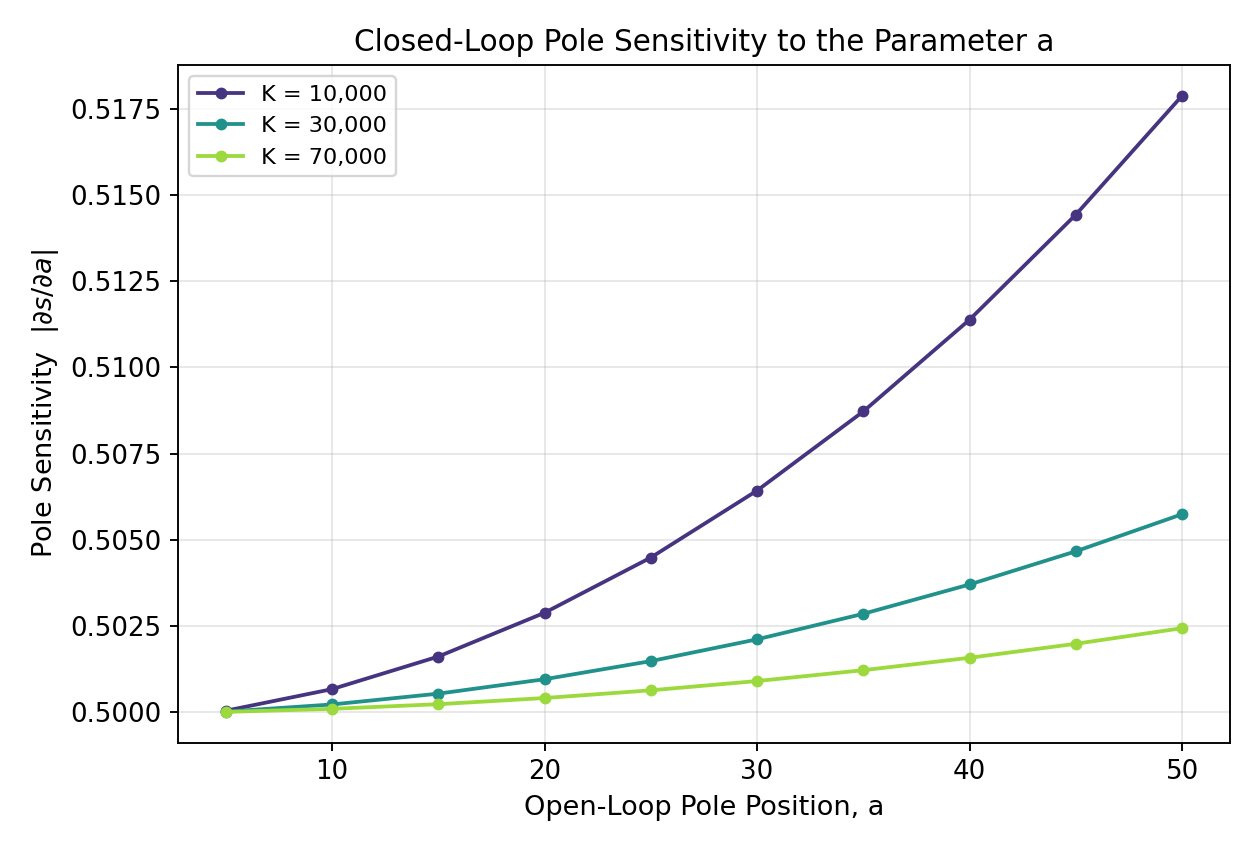 Closed-Loop Pole Sensitivity to the Parameter a
K = 10,000
K = 30,000
K = 70,000
Pole Sensitivity |∂s/∂a|
0.5175
0.5150
0.5125
0.5100
0.5075
0.5050
0.5025
0.5000
10 20 30 40 50
Open-Loop Pole Position, a